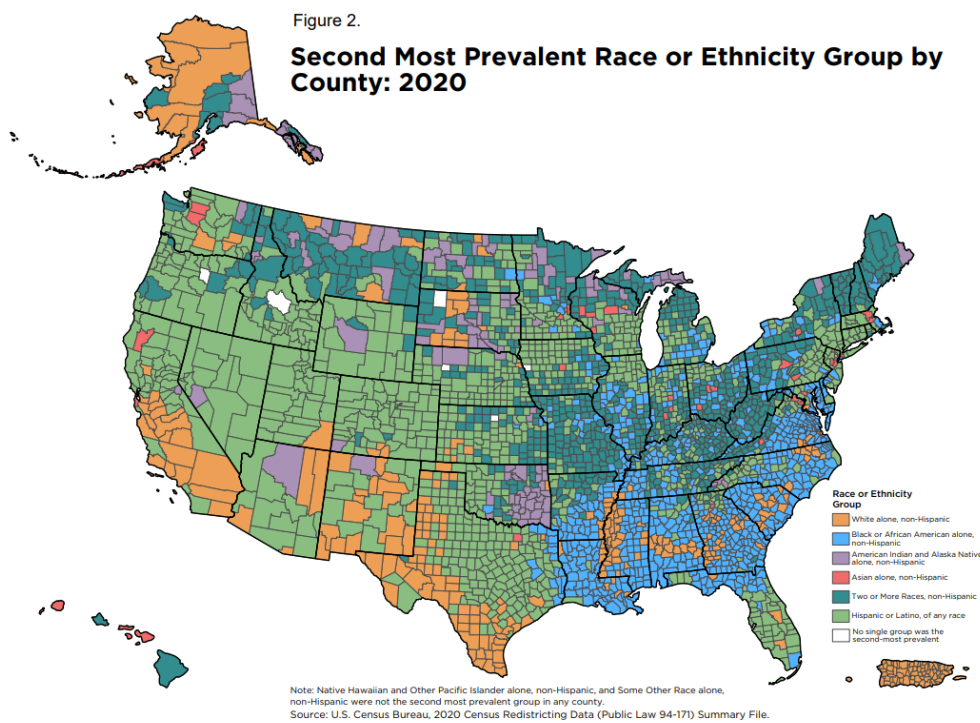 Figure 2.
Second Most Prevalent Race or Ethnicity Group by
County: 2020
Race or Ethnicity
Group
White alone, non-Hispanic
Black or African American alone,
non-Hispanic
American Indian and Alaska Native
alone, non-Hispanic
Asian alone, non-Hispanic
Two or More Races, non-Hispanic
Hispanic or Latino, of any race
No single group was the
second-most prevalent
Note: Native Hawaiian and Other Pacific Islander alone, non-Hispanic, and Some Other Race alone,
non-Hispanic were not the second most prevalent group in any county.
Source: U.S. Census Bureau, 2020 Census Redistricting Data (Public Law 94-171) Summary File.